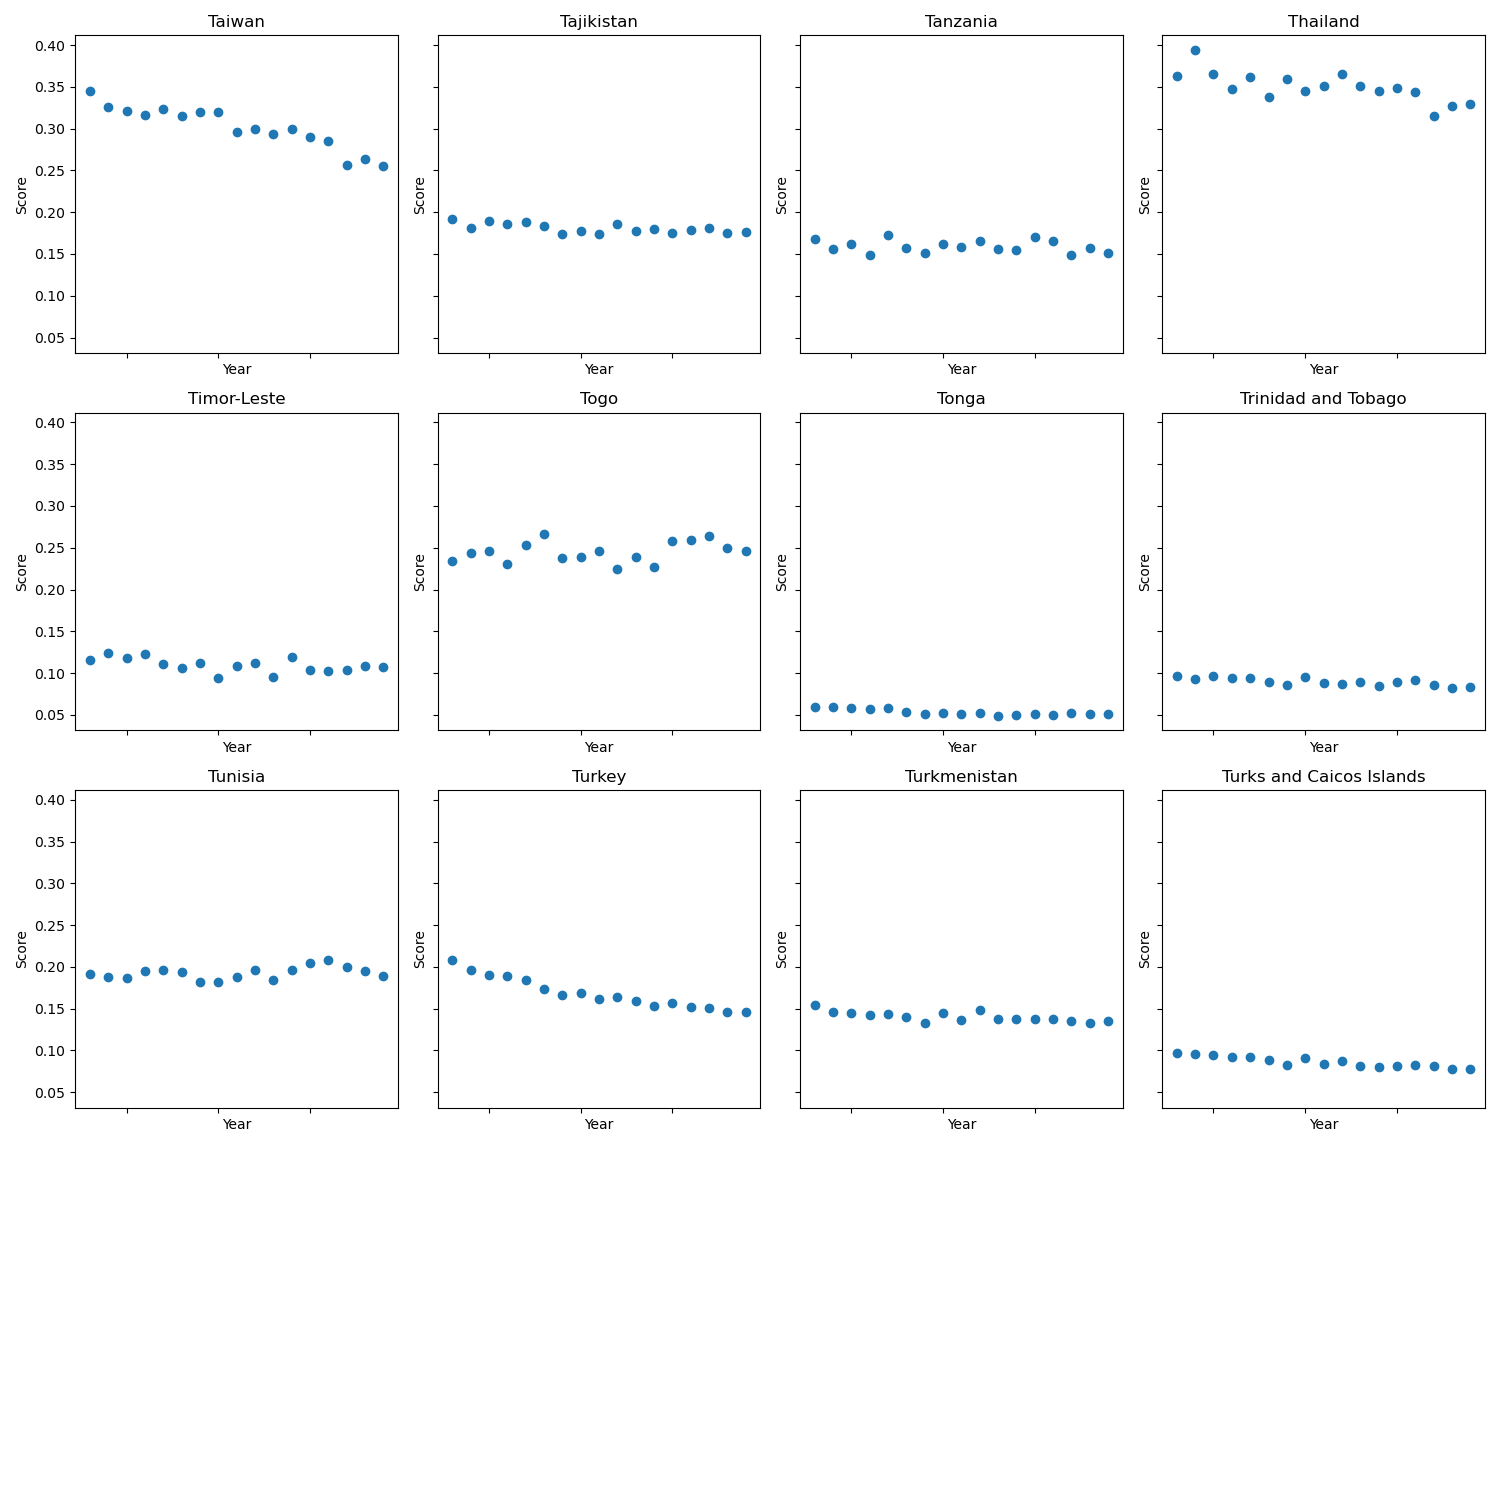 Taiwan
Tajikistan
Tanzania
Thailand
0.40
0.35
0.30
0.25
0.20
0.15
0.10
0.05
Score
Score
Score
Score
Year
Year
Year
Year
Timor-Leste
Togo
Tonga
Trinidad and Tobago
0.40
0.35
0.30
0.25
0.20
0.15
0.10
0.05
Score
Score
Score
Score
Year
Year
Year
Year
Tunisia
Turkey
Turkmenistan
Turks and Caicos Islands
0.40
0.35
0.30
0.25
0.20
0.15
0.10
0.05
Score
Score
Score
Score
Year
Year
Year
Year